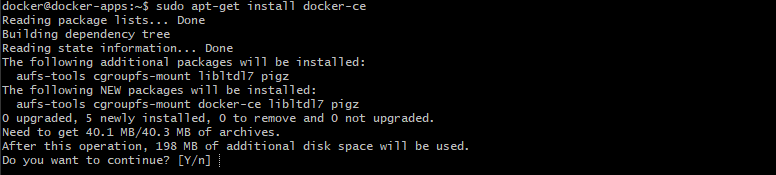 docker@docker-apps:~$ sudo apt-get install docker-ce
Reading package lists... Done
Building dependency tree
Reading state information... Done
The following additional packages will be installed:
  aufs-tools cgroupfs-mount libltdl7 pigz
The following NEW packages will be installed:
  aufs-tools cgroupfs-mount docker-ce libltdl7 pigz
0 upgraded, 5 newly installed, 0 to remove and 0 not upgraded.
Need to get 40.1 MB/40.3 MB of archives.
After this operation, 198 MB of additional disk space will be used.
Do you want to continue? [Y/n]